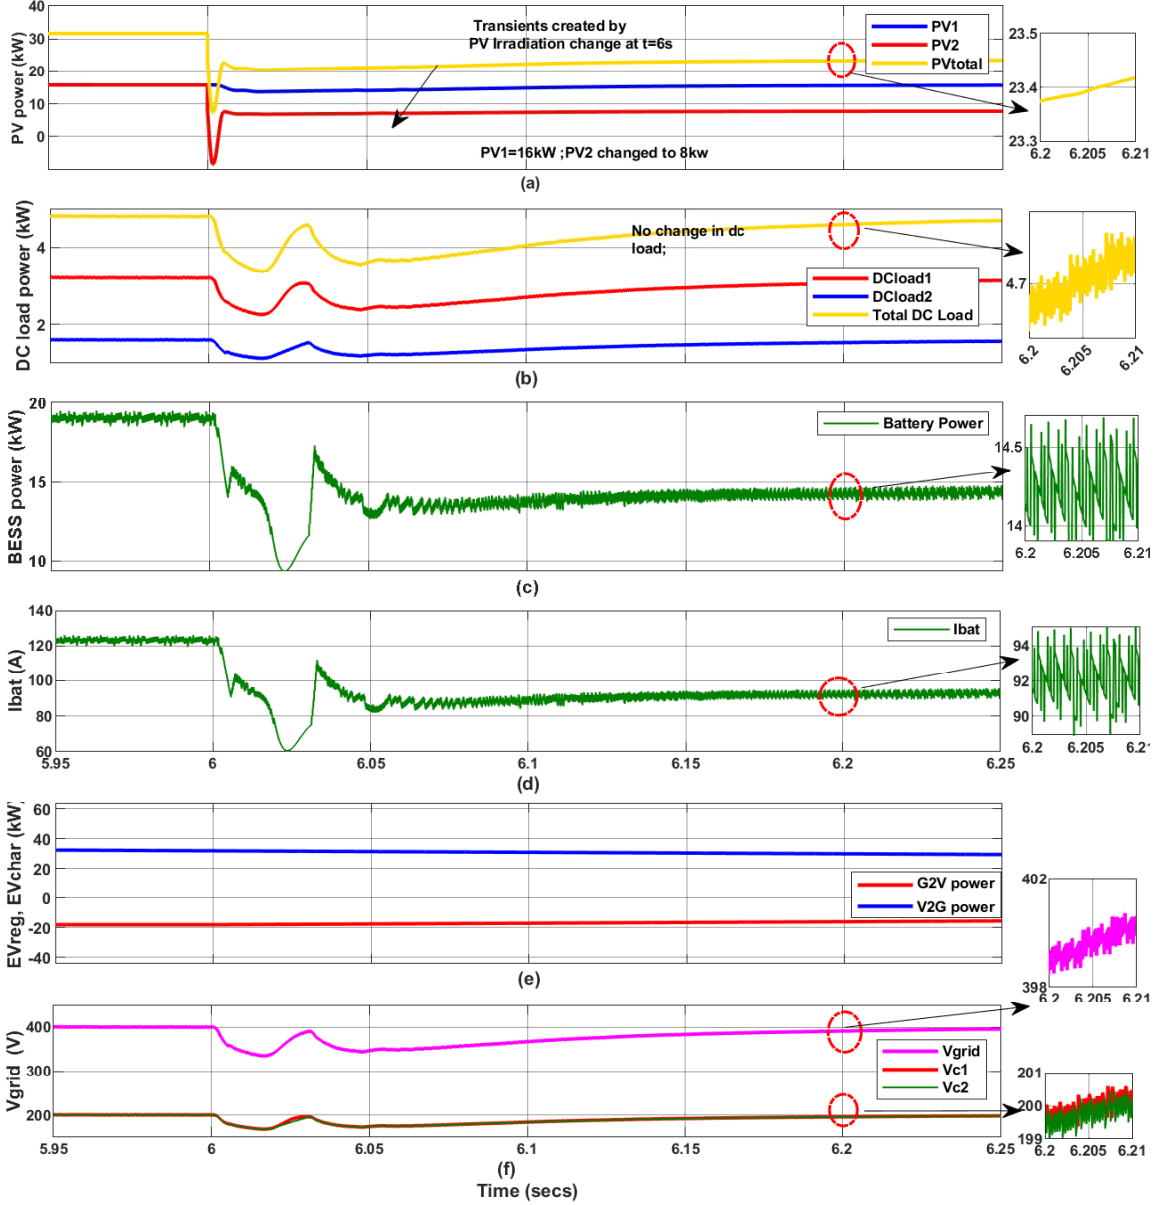 40
30
20
10
0
PV power (kW)
Transients created by
PV Irradiation change at t=6s
PV1=16kW ;PV2 changed to 8kw
PV1
PV2
PVtotal
23.5
23.4
23.3
6.2
6.205
6.21
(a)
4
2
DC load power (kW)
No change in dc
load;
DCload1
DCload2
Total DC Load
4.7
6.2
6.205
6.21
(b)
20
15
10
BESS power (kW)
Battery Power
14.5
14
6.2
6.205
6.21
(c)
140
120
100
80
60
Ibat (A)
Ibat
94
92
90
6.2
6.205
6.21
5.95
6
6.05
6.1
6.15
6.2
6.25
(d)
60
40
20
0
-20
-40
EVreg, EVchar (kW)
G2V power
V2G power
402
398
6.2
6.205
6.21
(e)
400
300
200
Vgrid (V)
Vgrid
Vc1
Vc2
201
200
199
6.2
6.205
6.21
5.95
6
6.05
6.1
6.15
6.2
6.25
(f)
Time (secs)